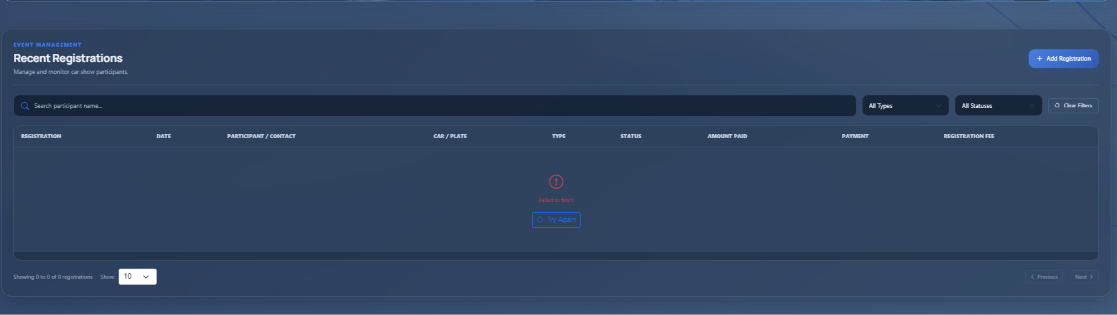 EVENT MANAGEMENT
Recent Registrations
Manage and monitor car show participants.
+ Add Registration
Search participant name...
All Types
All Statuses
Clear Filters
REGISTRATION DATE PARTICIPANT / CONTACT CAR / PLATE TYPE STATUS AMOUNT PAID PAYMENT REGISTRATION FEE
Failed to fetch
Try Again
Showing 0 to 0 of 0 registrations Show 10
Previous Next